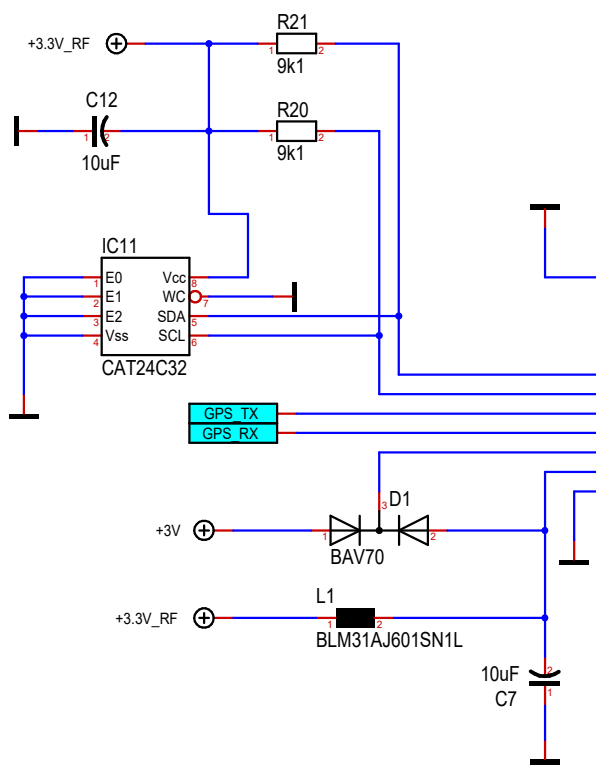 R21
+3.3V_RF
1 2
9k1
C12
R20
1 2
1 2
10uF
9k1
IC11
E0 Vcc
1 8
E1 WC
2 7
E2 SDA
3 5
Vss SCL
4 6
CAT24C32
GPS_TX
GPS_RX
3 D1
+3V
1 2
BAV70
L1
+3.3V_RF
1 2
BLM31AJ601SN1L
10uF 2
C7 1